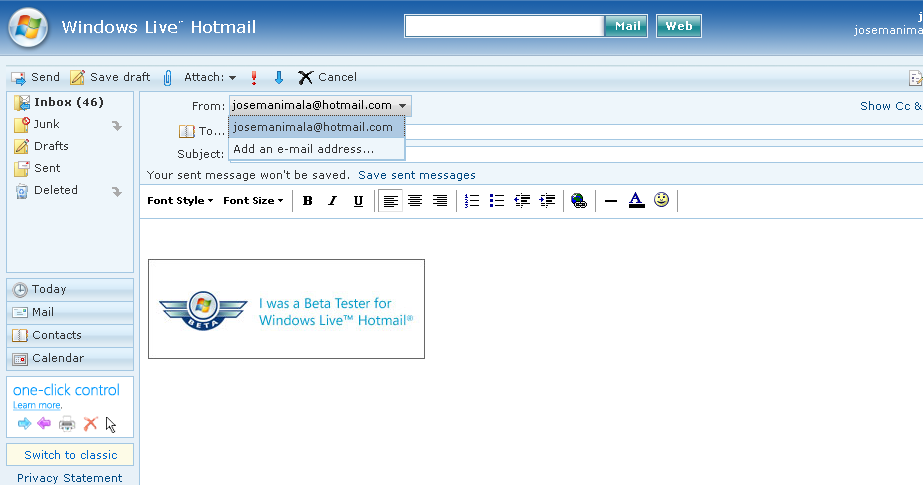 Windows Live™ Hotmail
Mail
Web
j
josemanima
Send
Save draft
Attach:
Cancel
Inbox (46)
Junk
Drafts
Sent
Deleted
From:
josemanimala@hotmail.com
Show Cc &
To...
josemanimala@hotmail.com
Add an e-mail address...
Subject:
Your sent message won't be saved. Save sent messages
Font Style
Font Size
B
I
U
A
Today
Mail
Contacts
Calendar
BETA
I was a Beta Tester for
Windows Live™ Hotmail®
one-click control
Learn more.
Switch to classic
Privacy Statement